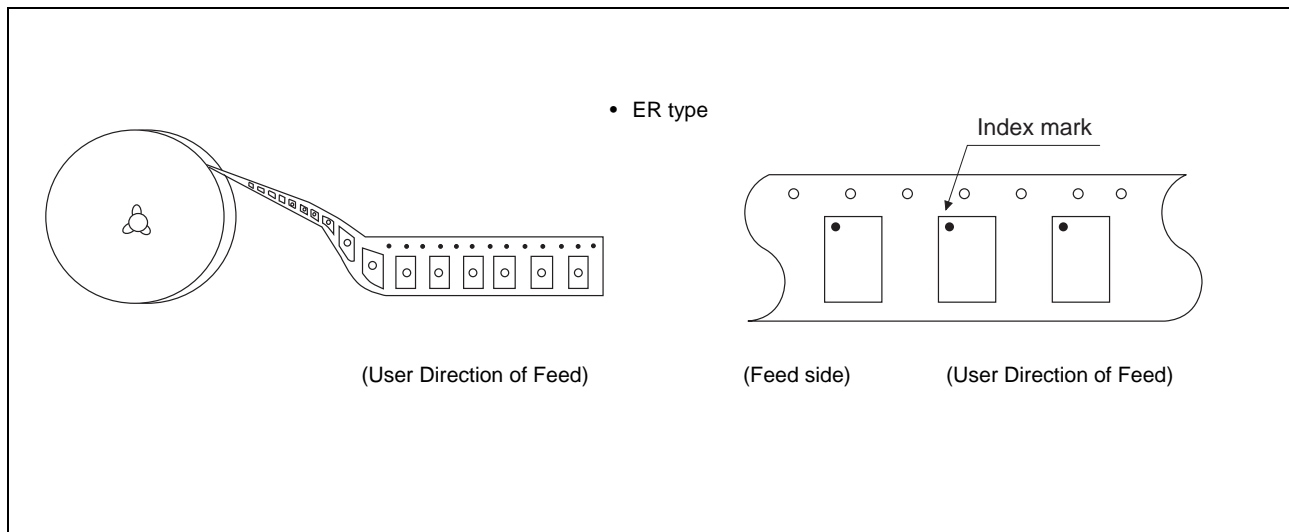 • ER type
Index mark
(User Direction of Feed)
(Feed side)
(User Direction of Feed)